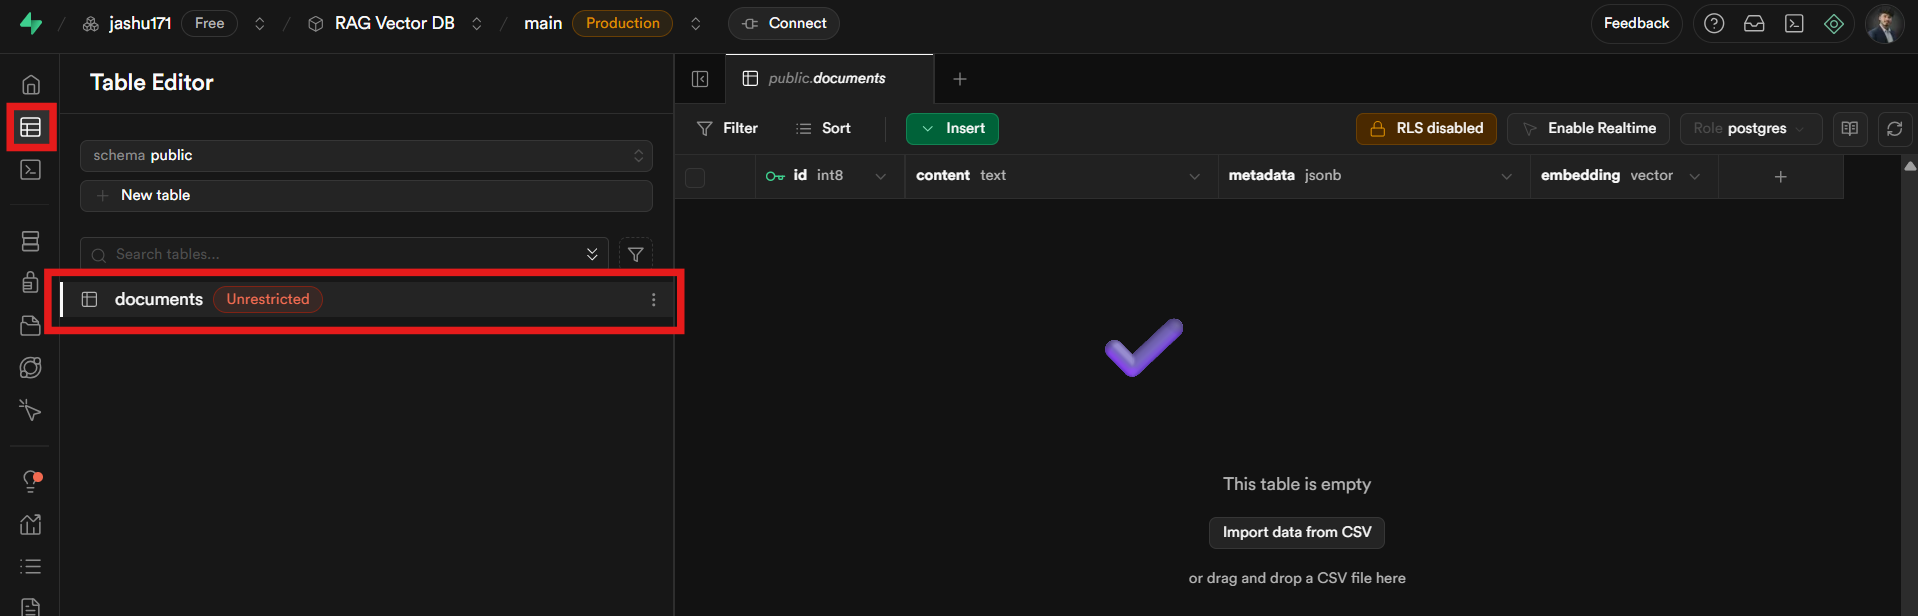 jashu171 Free RAG Vector DB main Production Connect Feedback
Table Editor
public.documents
Filter Sort Insert RLS disabled Enable Realtime Role postgres
schema public
New table
id int8 content text metadata jsonb embedding vector
Search tables...
documents Unrestricted
This table is empty
Import data from CSV
or drag and drop a CSV file here